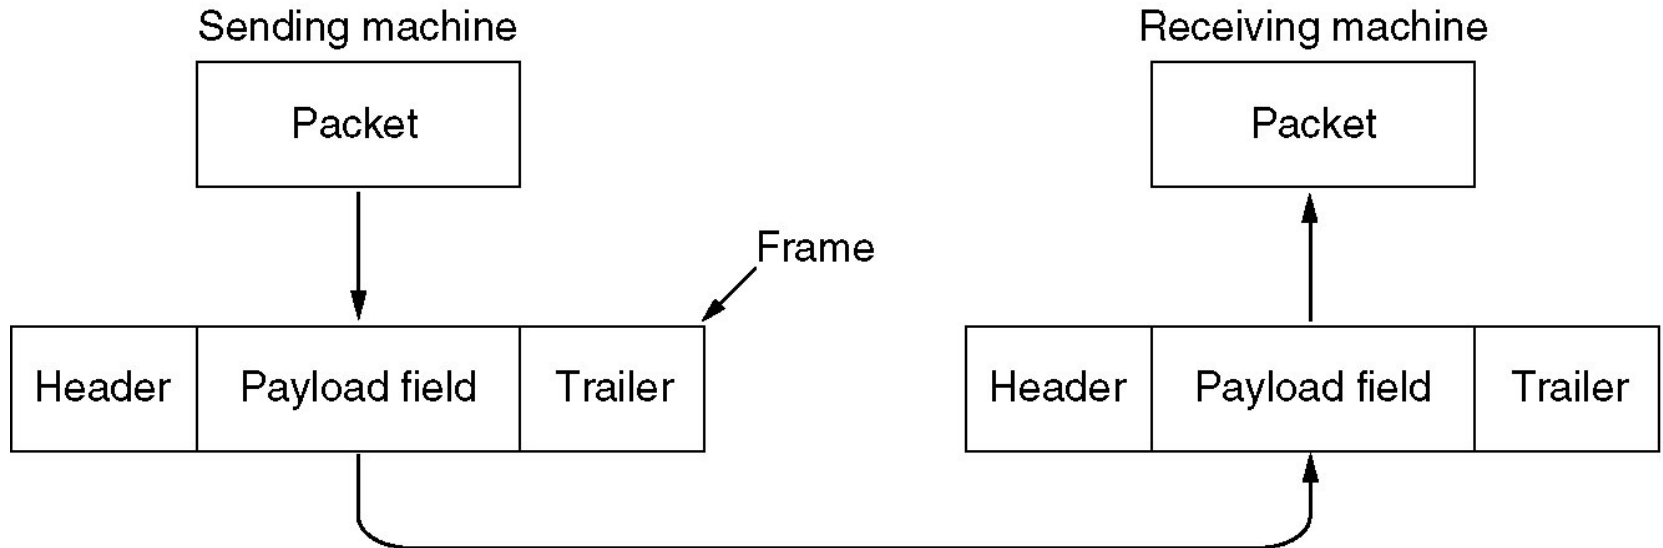 Sending machine
Receiving machine
Packet
Packet
Frame
Header
Payload field
Trailer
Header
Payload field
Trailer